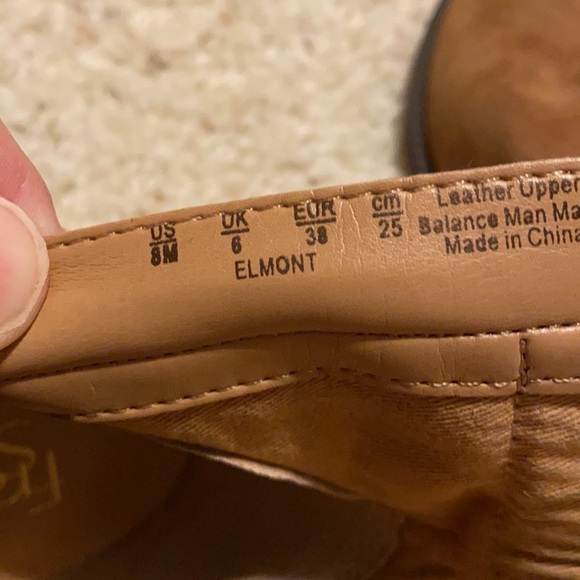 US UK EUR cm Leather Upper
8M 6 38 25 Balance Man Ma
ELMONT Made in China